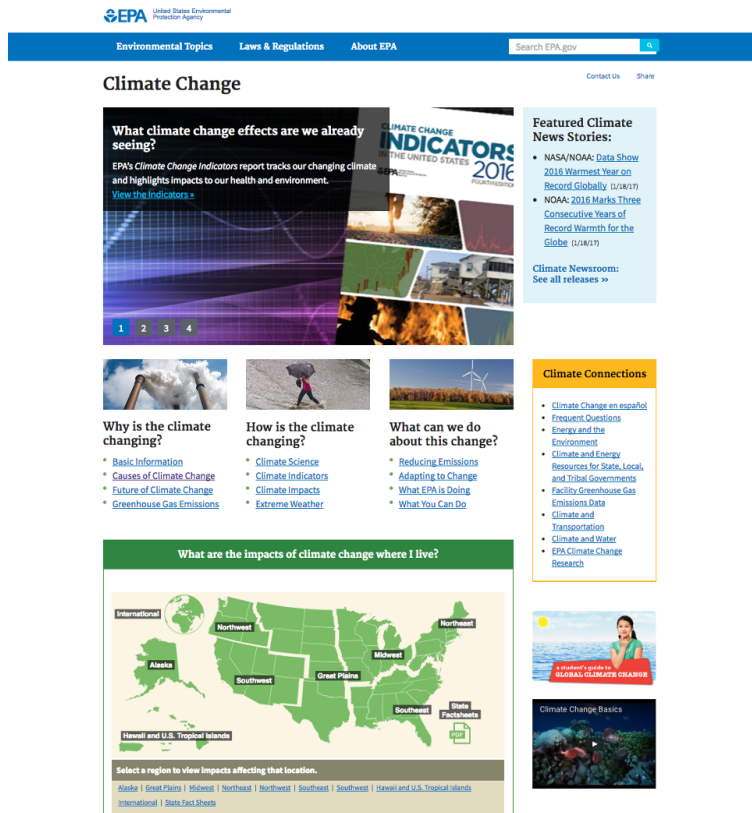 EPA United States Environmental
Protection Agency
Environmental Topics Laws & Regulations About EPA Search EPA.gov
Contact Us Share
Climate Change
What climate change effects are we already
seeing?
EPA's Climate Change Indicators report tracks our changing climate
and highlights impacts to our health and environment.
View the Indicators »
CLIMATE CHANGE
INDICATORS
IN THE UNITED STATES 2016
EPA
FOURTH EDITION
1 2 3 4
Featured Climate
News Stories:
• NASA/NOAA: Data Show
2016 Warmest Year on
Record Globally (1/18/17)
• NOAA: 2016 Marks Three
Consecutive Years of
Record Warmth for the
Globe (1/18/17)
Climate Newsroom:
See all releases »
Why is the climate
changing?
• Basic Information
• Causes of Climate Change
• Future of Climate Change
• Greenhouse Gas Emissions
How is the climate
changing?
• Climate Science
• Climate Indicators
• Climate Impacts
• Extreme Weather
What can we do
about this change?
• Reducing Emissions
• Adapting to Change
• What EPA is Doing
• What You Can Do
Climate Connections
• Climate Change en español
• Frequent Questions
• Energy and the
Environment
• Climate and Energy
Resources for State, Local,
and Tribal Governments
• Facility Greenhouse Gas
Emissions Data
• Climate and
Transportation
• Climate and Water
• EPA Climate Change
Research
What are the impacts of climate change where I live?
International
Northwest
Northeast
Midwest
Alaska
Great Plains
Southwest
Southeast
State
Factsheets
PDF
Hawaii and U.S. Tropical Islands
Select a region to view impacts affecting that location.
Alaska | Great Plains | Midwest | Northeast | Northwest | Southeast | Southwest | Hawaii and U.S. Tropical Islands
International | State Fact Sheets
a student's guide to
GLOBAL CLIMATE CHANGE
Climate Change Basics